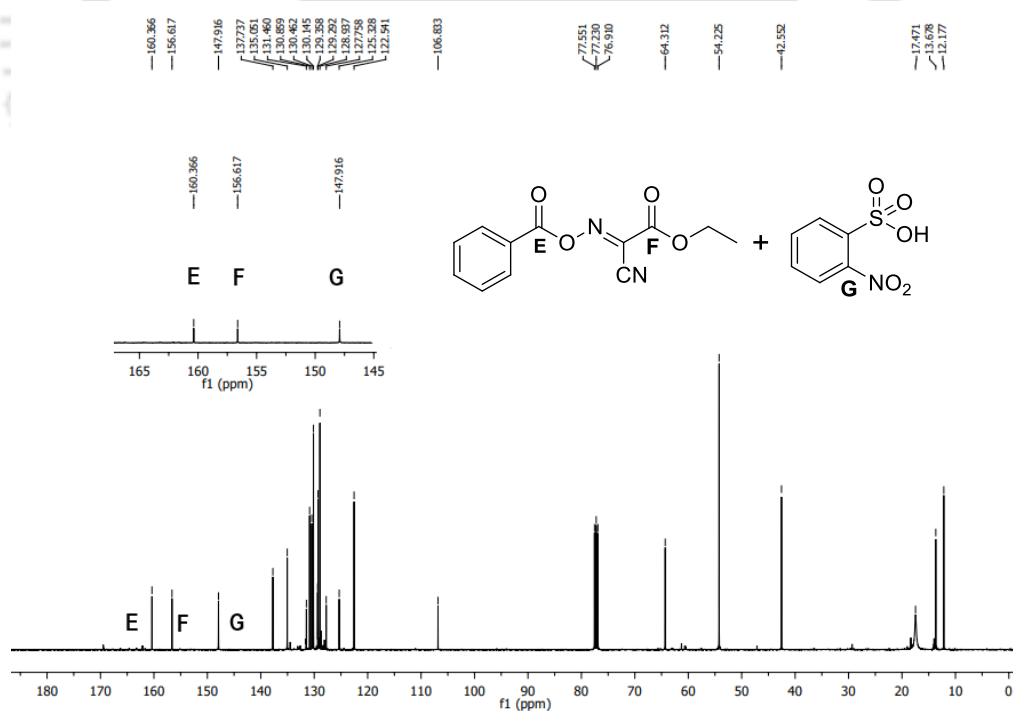 160.366
156.617
147.916
137.737
135.051
131.460
130.859
130.462
130.145
129.358
129.292
128.937
127.758
125.328
122.541
106.833
77.551
77.230
76.910
64.312
54.225
42.552
17.471
13.678
12.177
160.366
156.617
147.916
E F G
165 160 155 150 145
f1 (ppm)
O O O
N S O
E O F O + OH
CN G NO2
E F G
180 170 160 150 140 130 120 110 100 90 80 70 60 50 40 30 20 10 0
f1 (ppm)